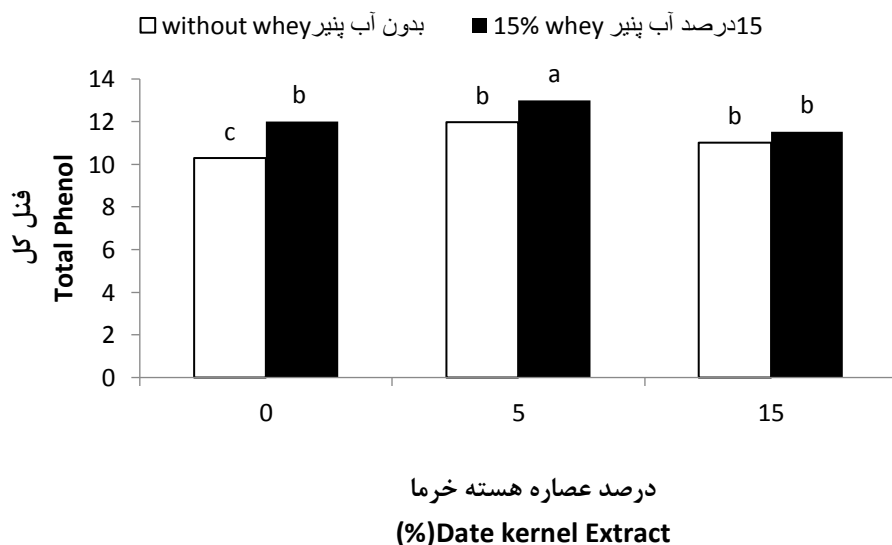 بدون آب پنیر without whey 15درصد آب پنیر 15% whey
14
12
10
8
6
4
2
0
c b b a b b
0 5 15
فنل کل
Total Phenol
درصد عصاره هسته خرما
(%)Date kernel Extract